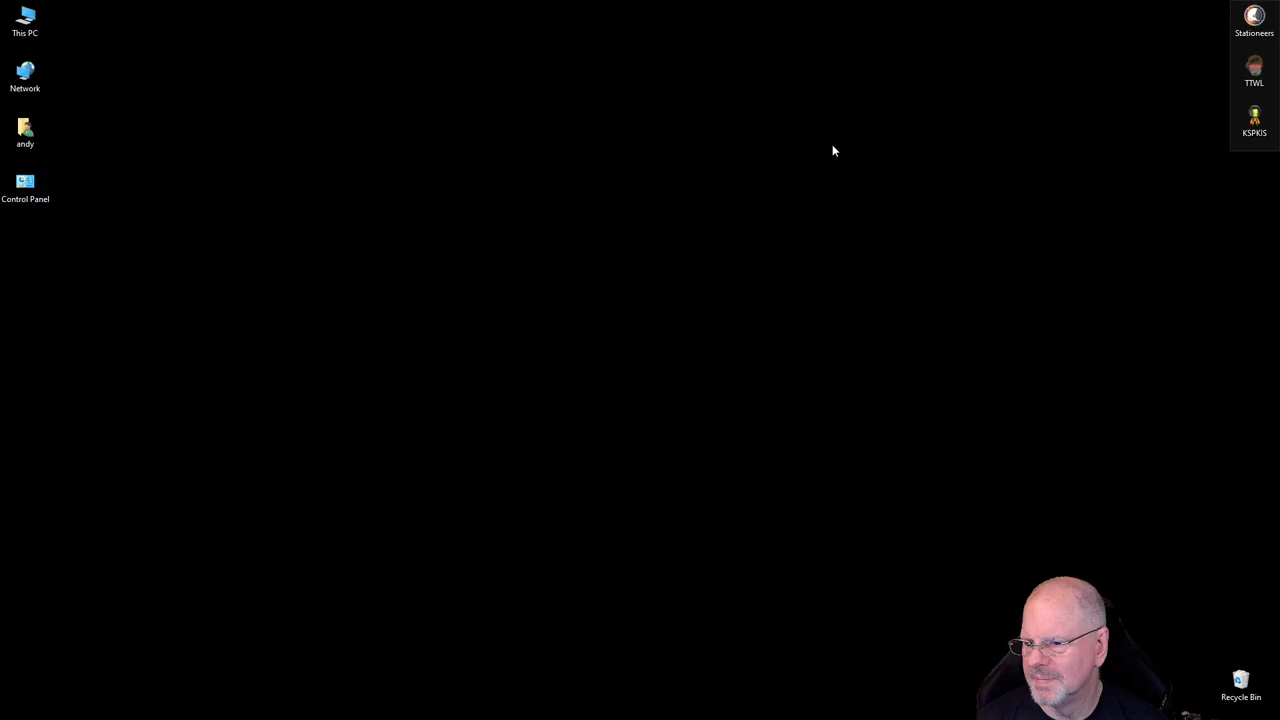 This PC
Network
andy
Control Panel
Stationeers
TTWL
KSPKIS
Recycle Bin